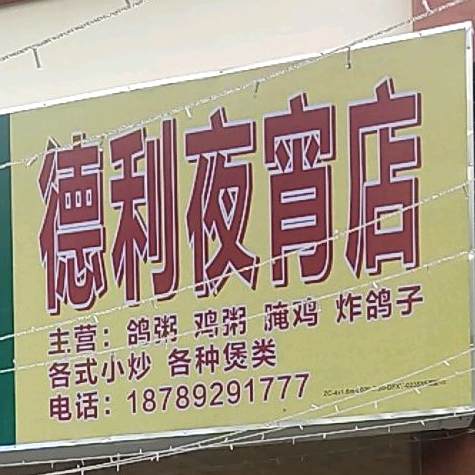 德利夜宵店
主营：鸽粥 鸡粥 腌鸡 炸鸽子
各式小炒 各种煲类
电话：18789291777